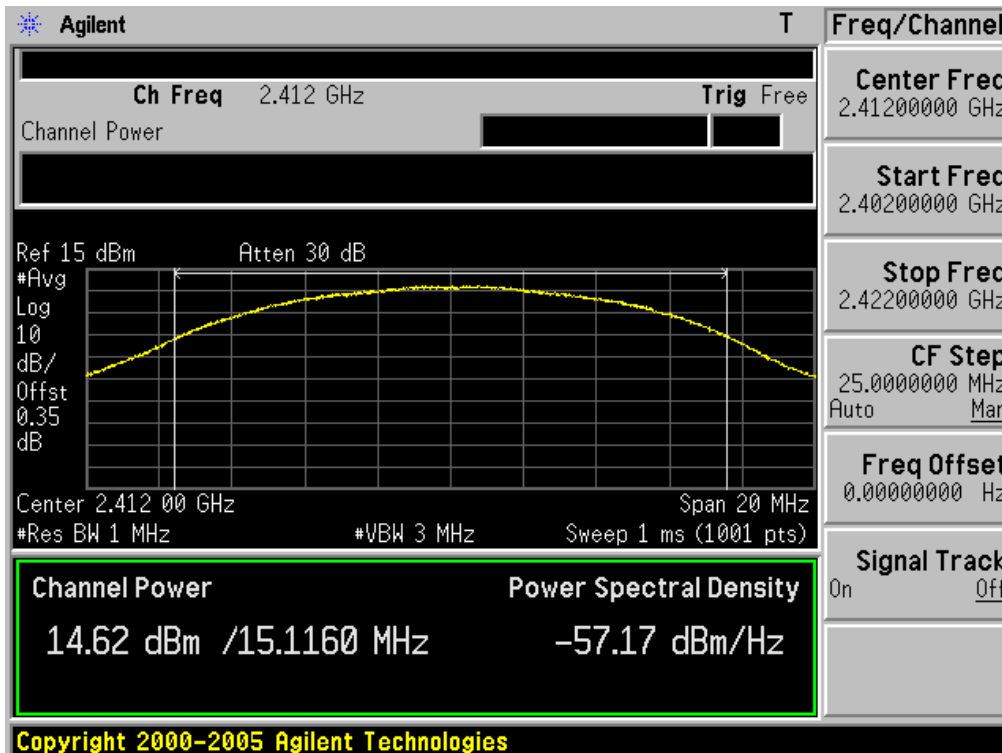 Agilent T Freq/Channel
Ch Freq 2.412 GHz Trig Free
Channel Power
Center Freq
2.41200000 GHz
Start Freq
2.40200000 GHz
Stop Freq
2.42200000 GHz
CF Step
25.0000000 MHz
Auto Man
Freq Offset
0.00000000 Hz
Signal Track
On Off
Ref 15 dBm Atten 30 dB
#Avg
Log
10
dB/
Offst
0.35
dB
Center 2.412 00 GHz Span 20 MHz
#Res BW 1 MHz #VBW 3 MHz Sweep 1 ms (1001 pts)
Channel Power Power Spectral Density
14.62 dBm /15.1160 MHz -57.17 dBm/Hz
Copyright 2000-2005 Agilent Technologies